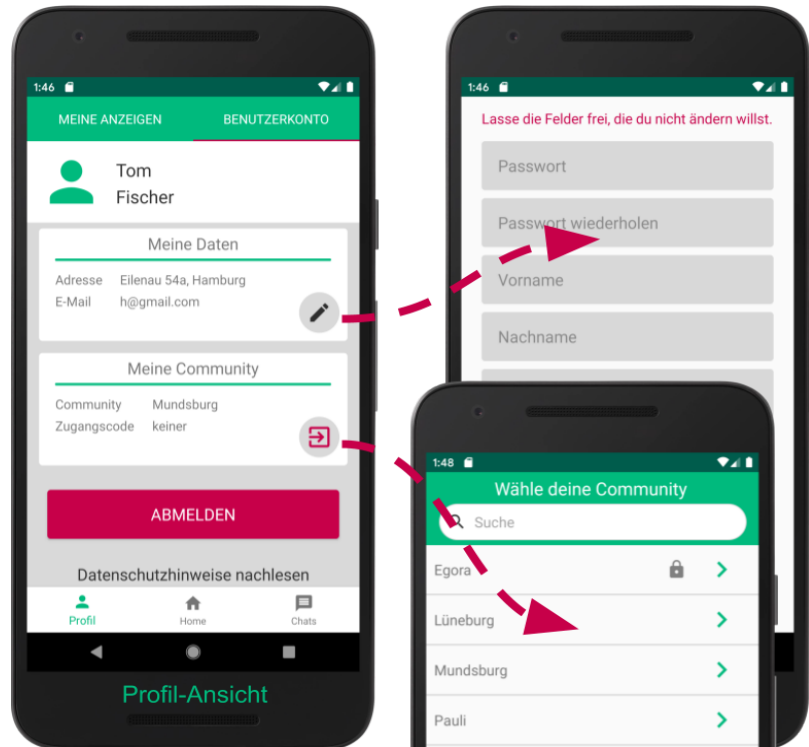 1:46
MEINE ANZEIGEN BENUTZERKONTO
Tom
Fischer
Meine Daten
Adresse Eilenau 54a, Hamburg
E-Mail h@gmail.com
Meine Community
Community Mundsburg
Zugangscode keiner
ABMELDEN
Datenschutzhinweise nachlesen
Profil Home Chats
Profil-Ansicht
1:46
Lasse die Felder frei, die du nicht ändern willst.
Passwort
Passwort wiederholen
Vorname
Nachname
1:48
Wähle deine Community
Suche
Egora
Lüneburg
Mundsburg
Pauli